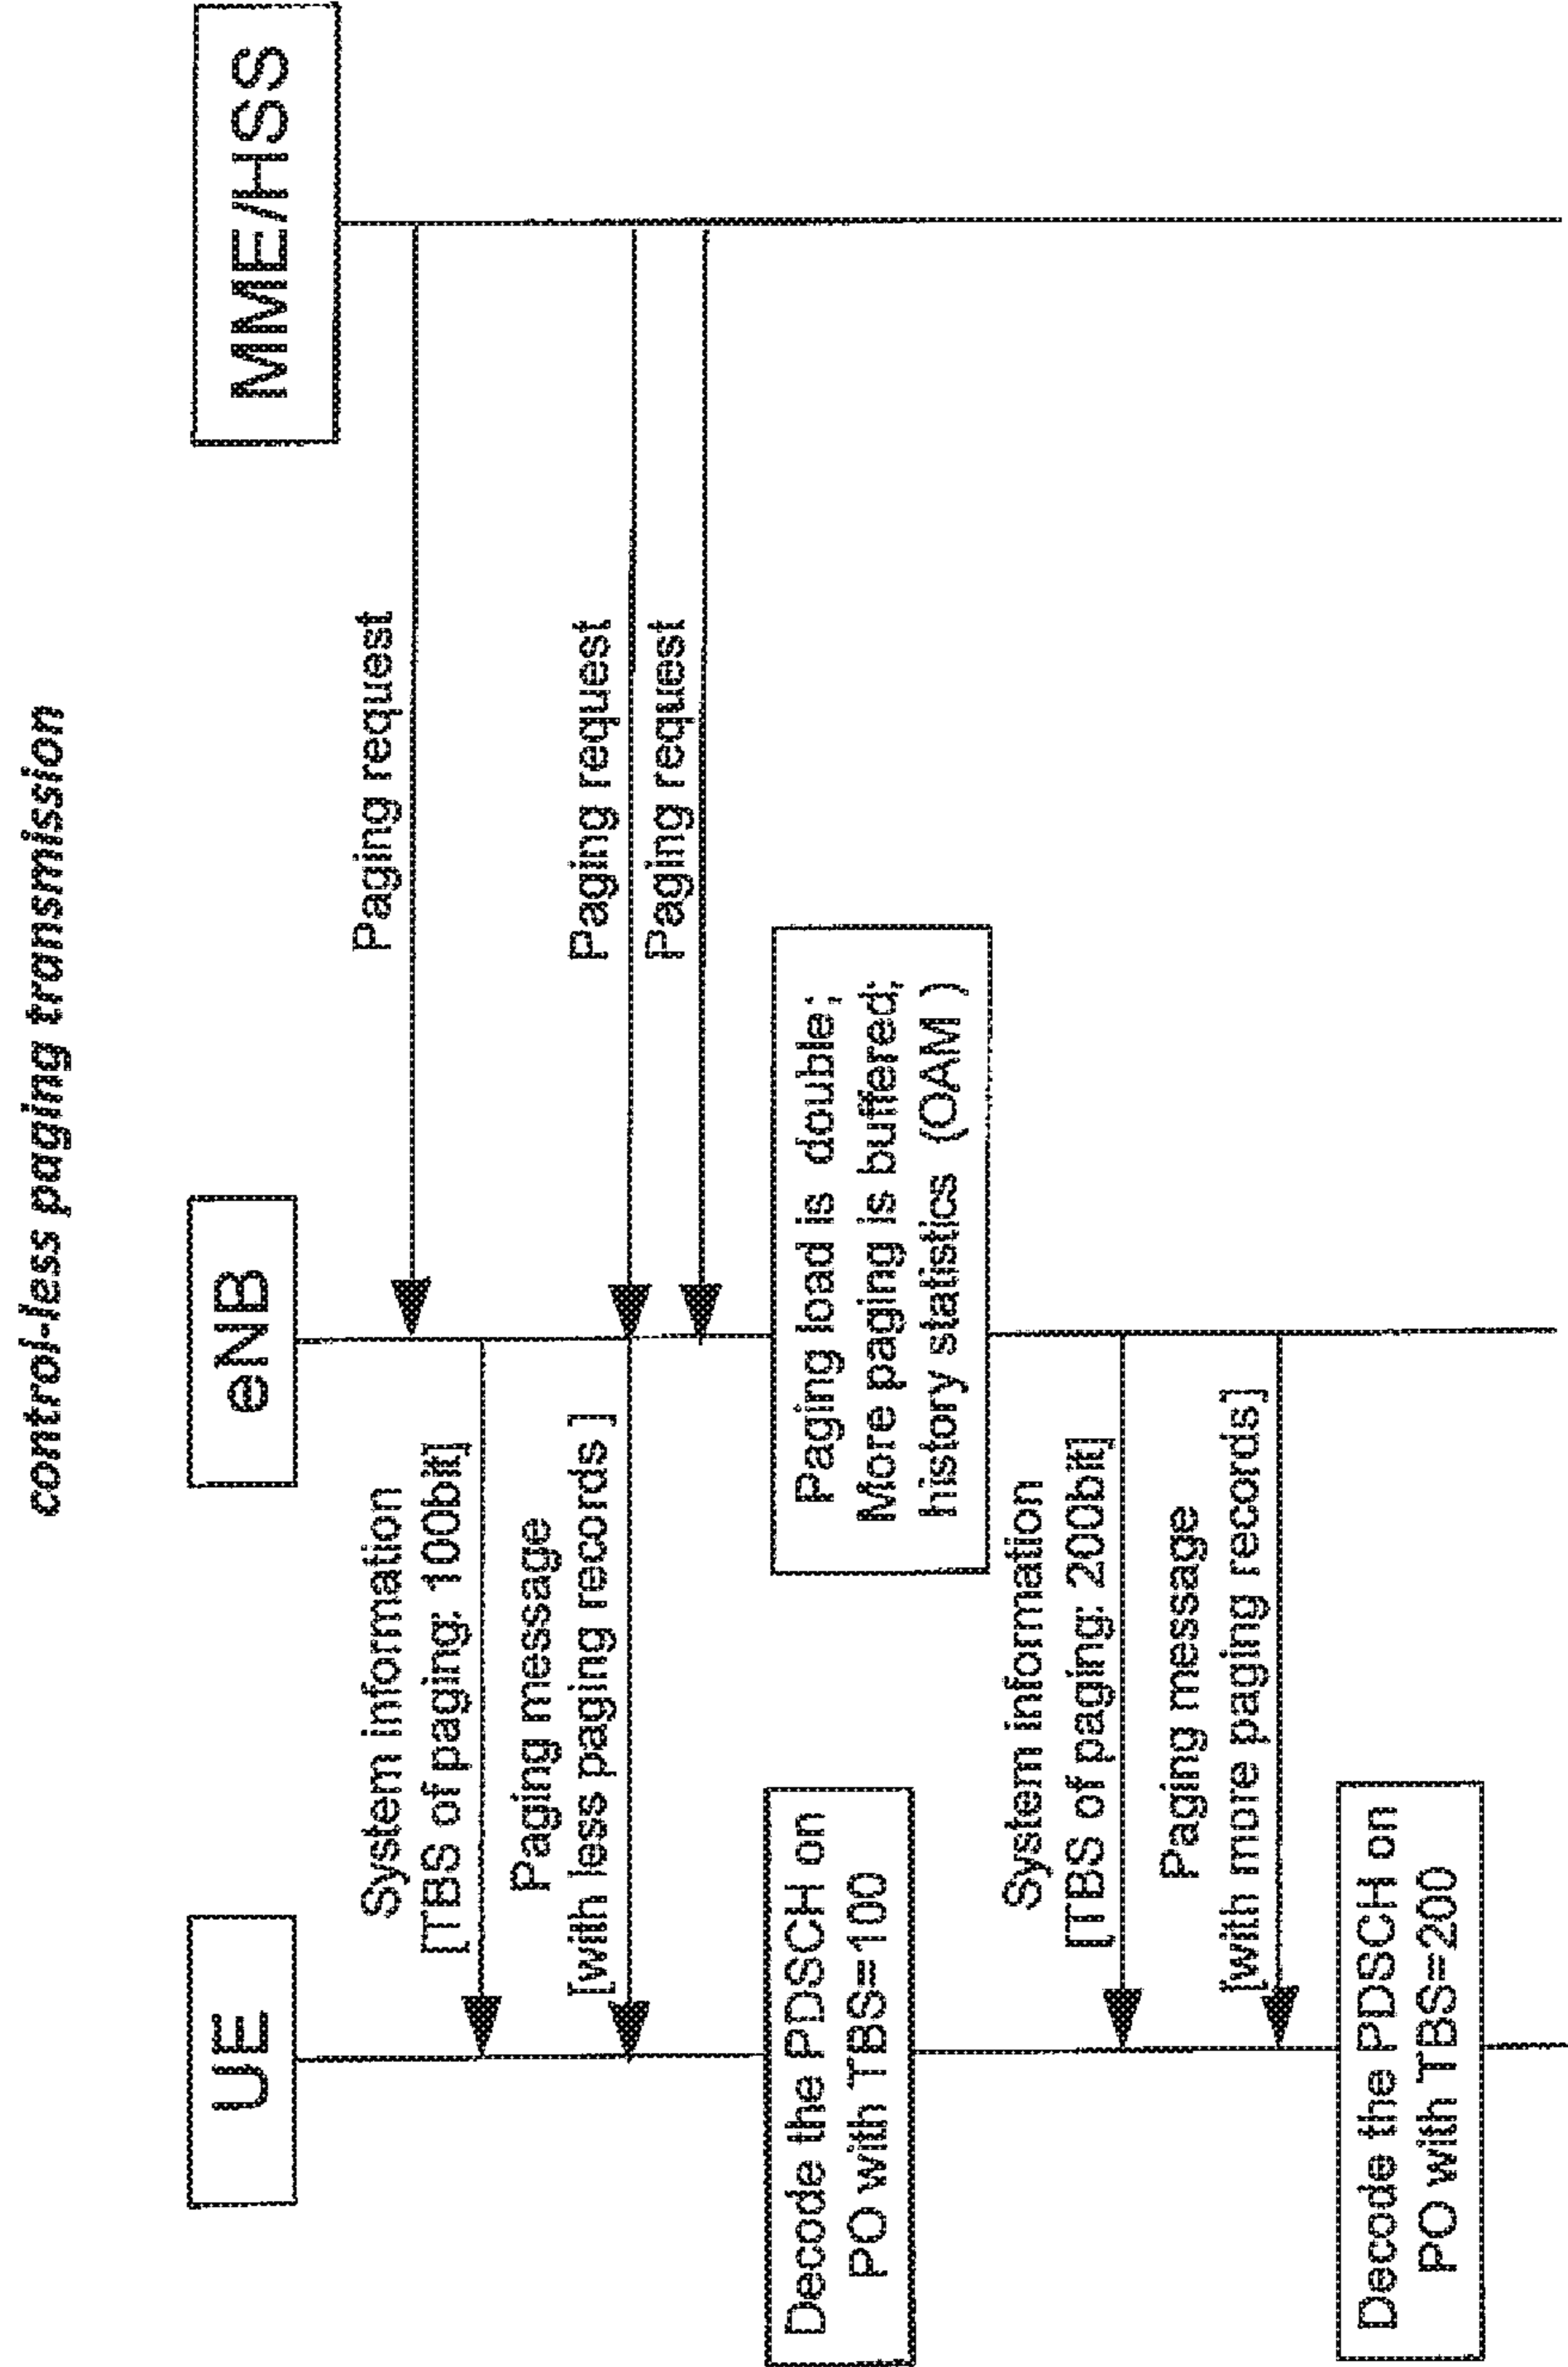 control-less paging transmission
UE
eNB
MME/HSS
Paging request
System information
[TBS of paging: 100bit]
Paging message
[with less paging records ]
Paging request
Paging request
Decode the PDSCH on
PO with TBS=100
Paging load is double;
More paging is buffered;
history statistics (OAM )
System information
[TBS of paging: 200bit]
Paging message
[with more paging records]
Decode the PDSCH on
PO with TBS=200